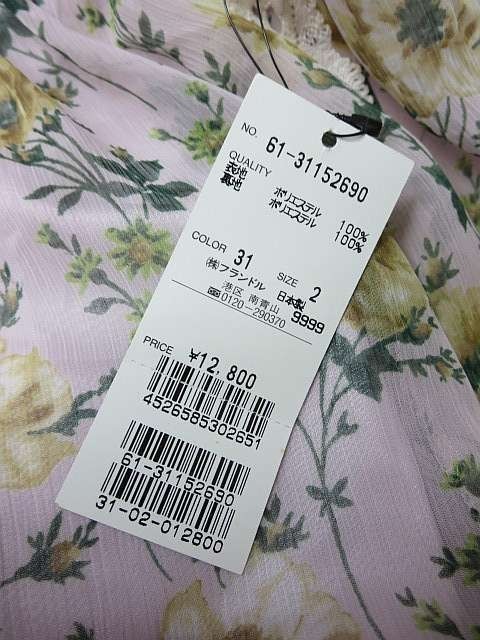 NO. 61-31152690
QUALITY
表地 ポリエステル 100%
裏地 ポリエステル 100%
COLOR 31 SIZE 2
㈱フランドル 日本製
港区 南青山 9999
0120-290370
PRICE ¥12,800
4526585302651
61-31152690
31-02-012800